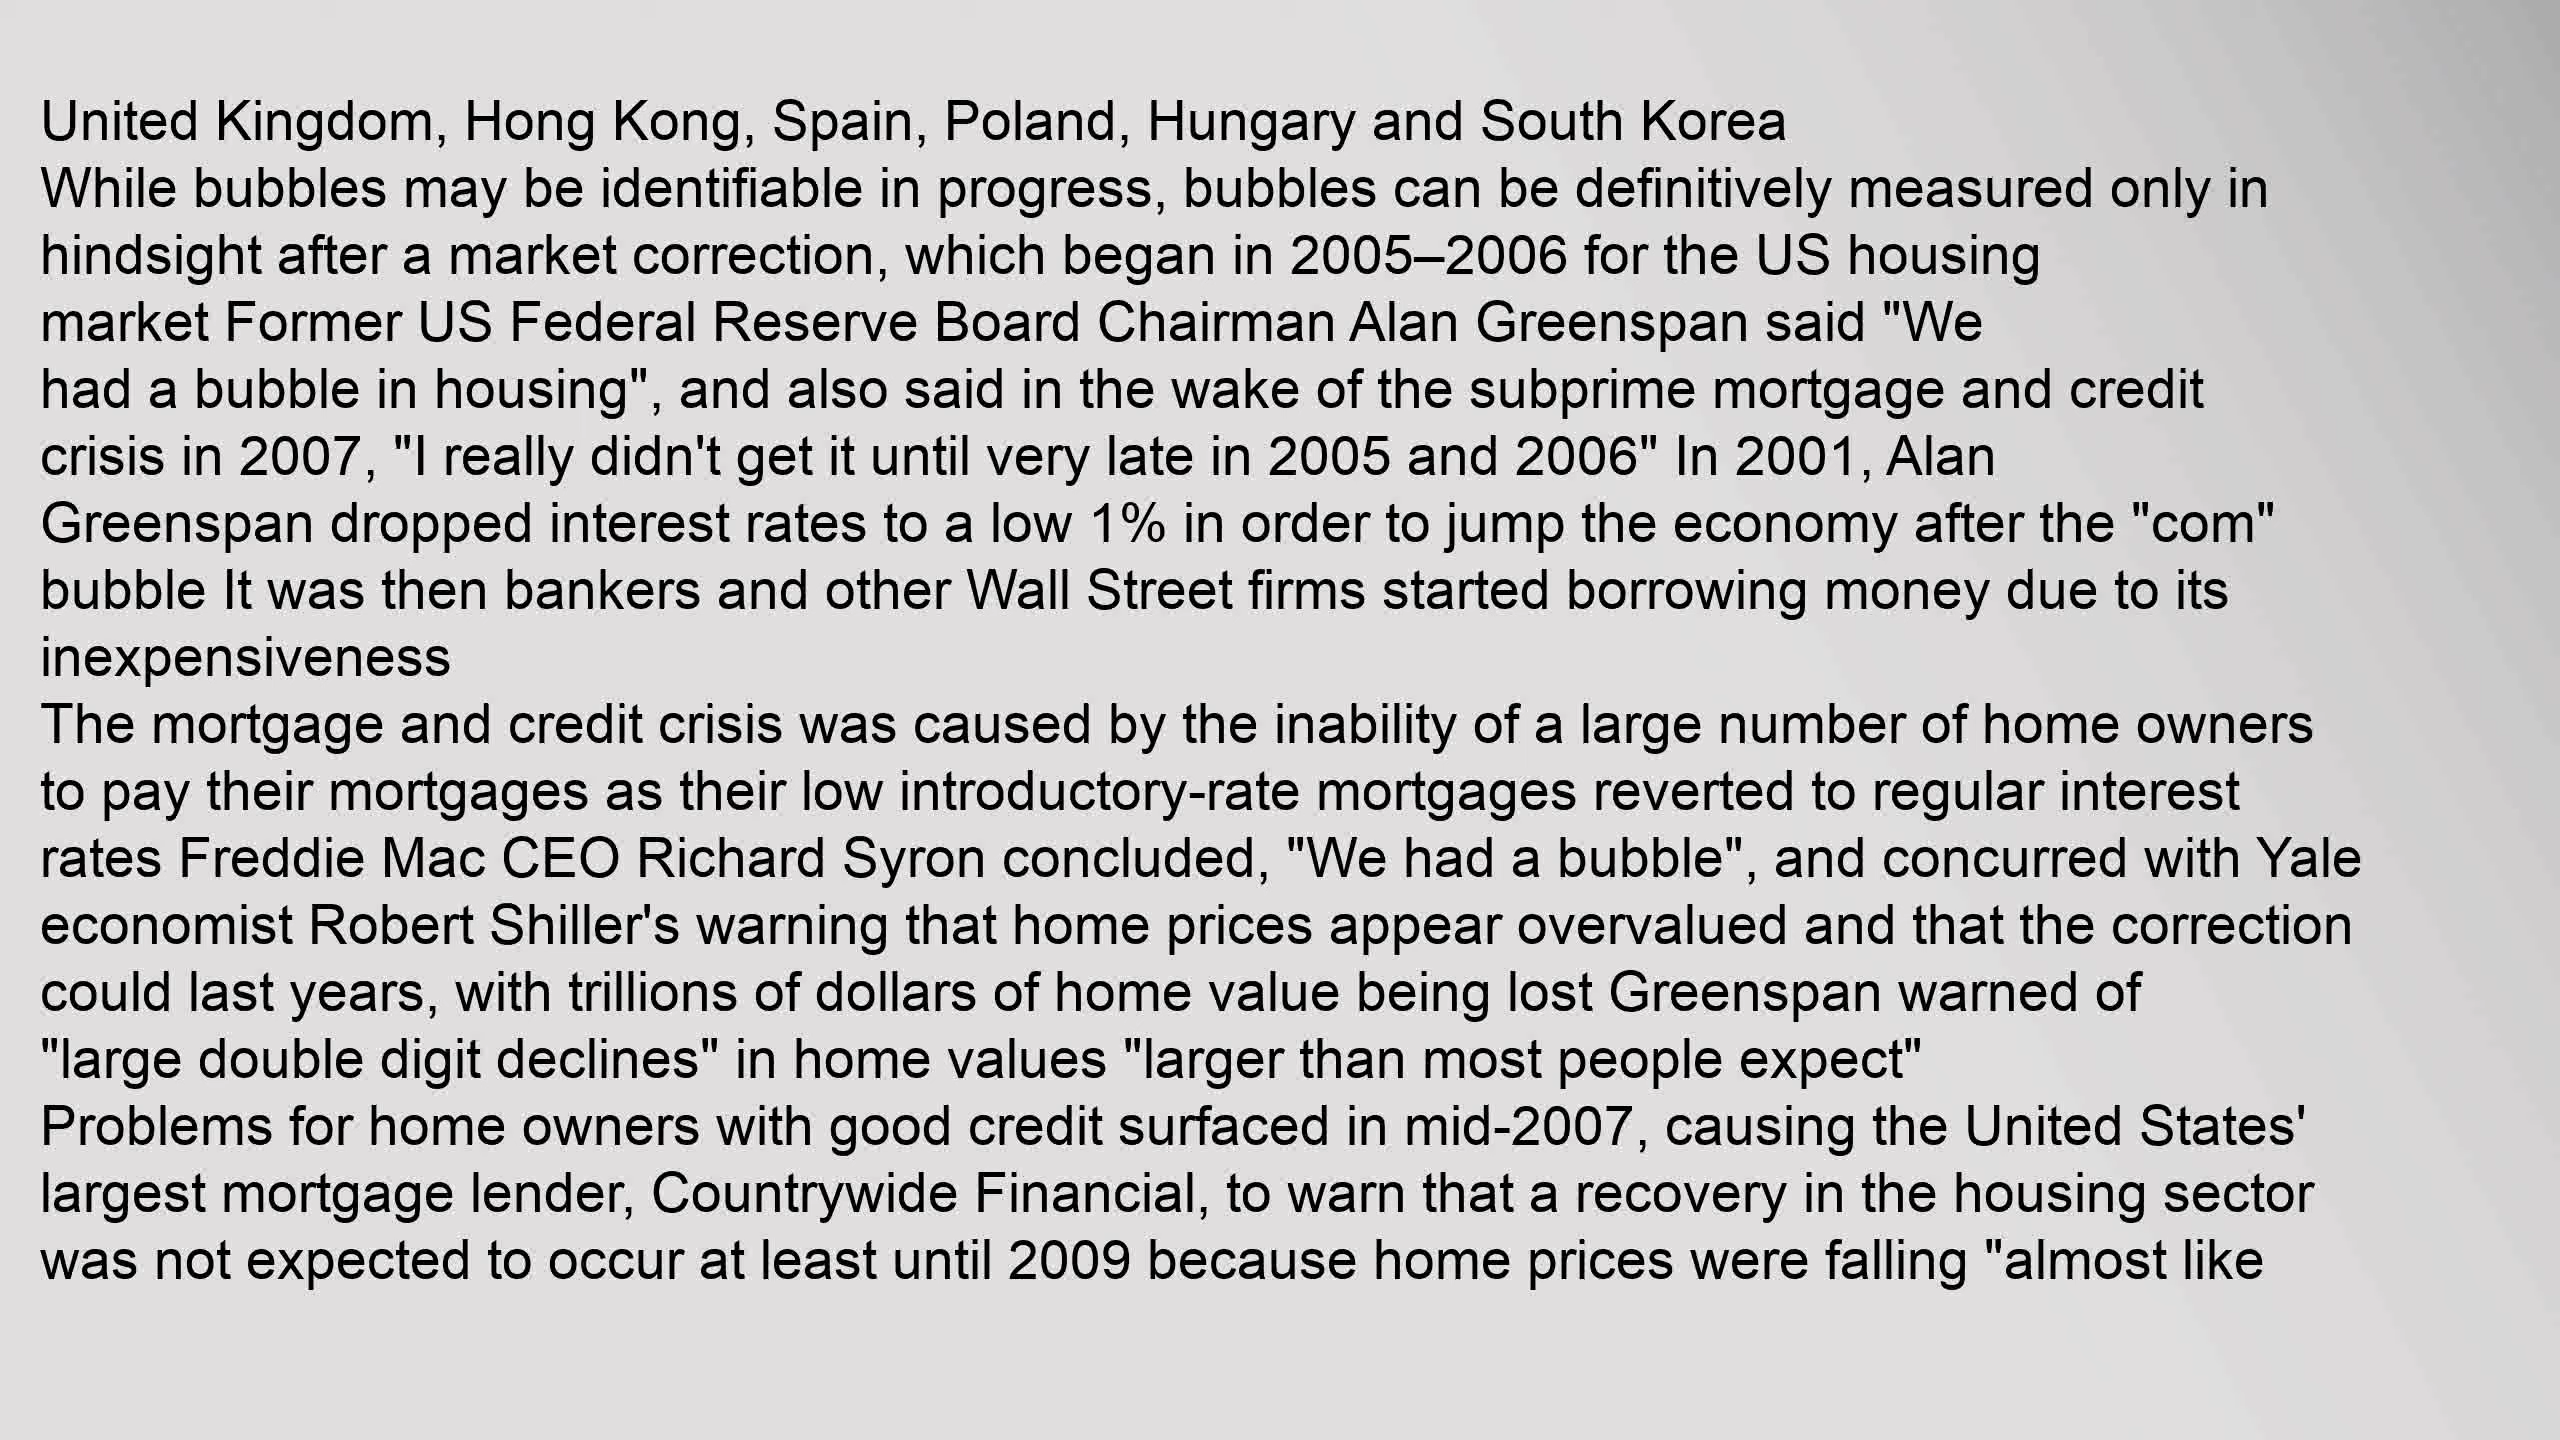 United Kingdom, Hong Kong, Spain, Poland, Hungary and South Korea
While bubbles may be identifiable in progress, bubbles can be definitively measured only in
hindsight after a market correction, which began in 2005–2006 for the US housing
market Former US Federal Reserve Board Chairman Alan Greenspan said "We
had a bubble in housing", and also said in the wake of the subprime mortgage and credit
crisis in 2007, "I really didn't get it until very late in 2005 and 2006" In 2001, Alan
Greenspan dropped interest rates to a low 1% in order to jump the economy after the "com"
bubble It was then bankers and other Wall Street firms started borrowing money due to its
inexpensiveness
The mortgage and credit crisis was caused by the inability of a large number of home owners
to pay their mortgages as their low introductory-rate mortgages reverted to regular interest
rates Freddie Mac CEO Richard Syron concluded, "We had a bubble", and concurred with Yale
economist Robert Shiller's warning that home prices appear overvalued and that the correction
could last years, with trillions of dollars of home value being lost Greenspan warned of
"large double digit declines" in home values "larger than most people expect"
Problems for home owners with good credit surfaced in mid-2007, causing the United States'
largest mortgage lender, Countrywide Financial, to warn that a recovery in the housing sector
was not expected to occur at least until 2009 because home prices were falling "almost like